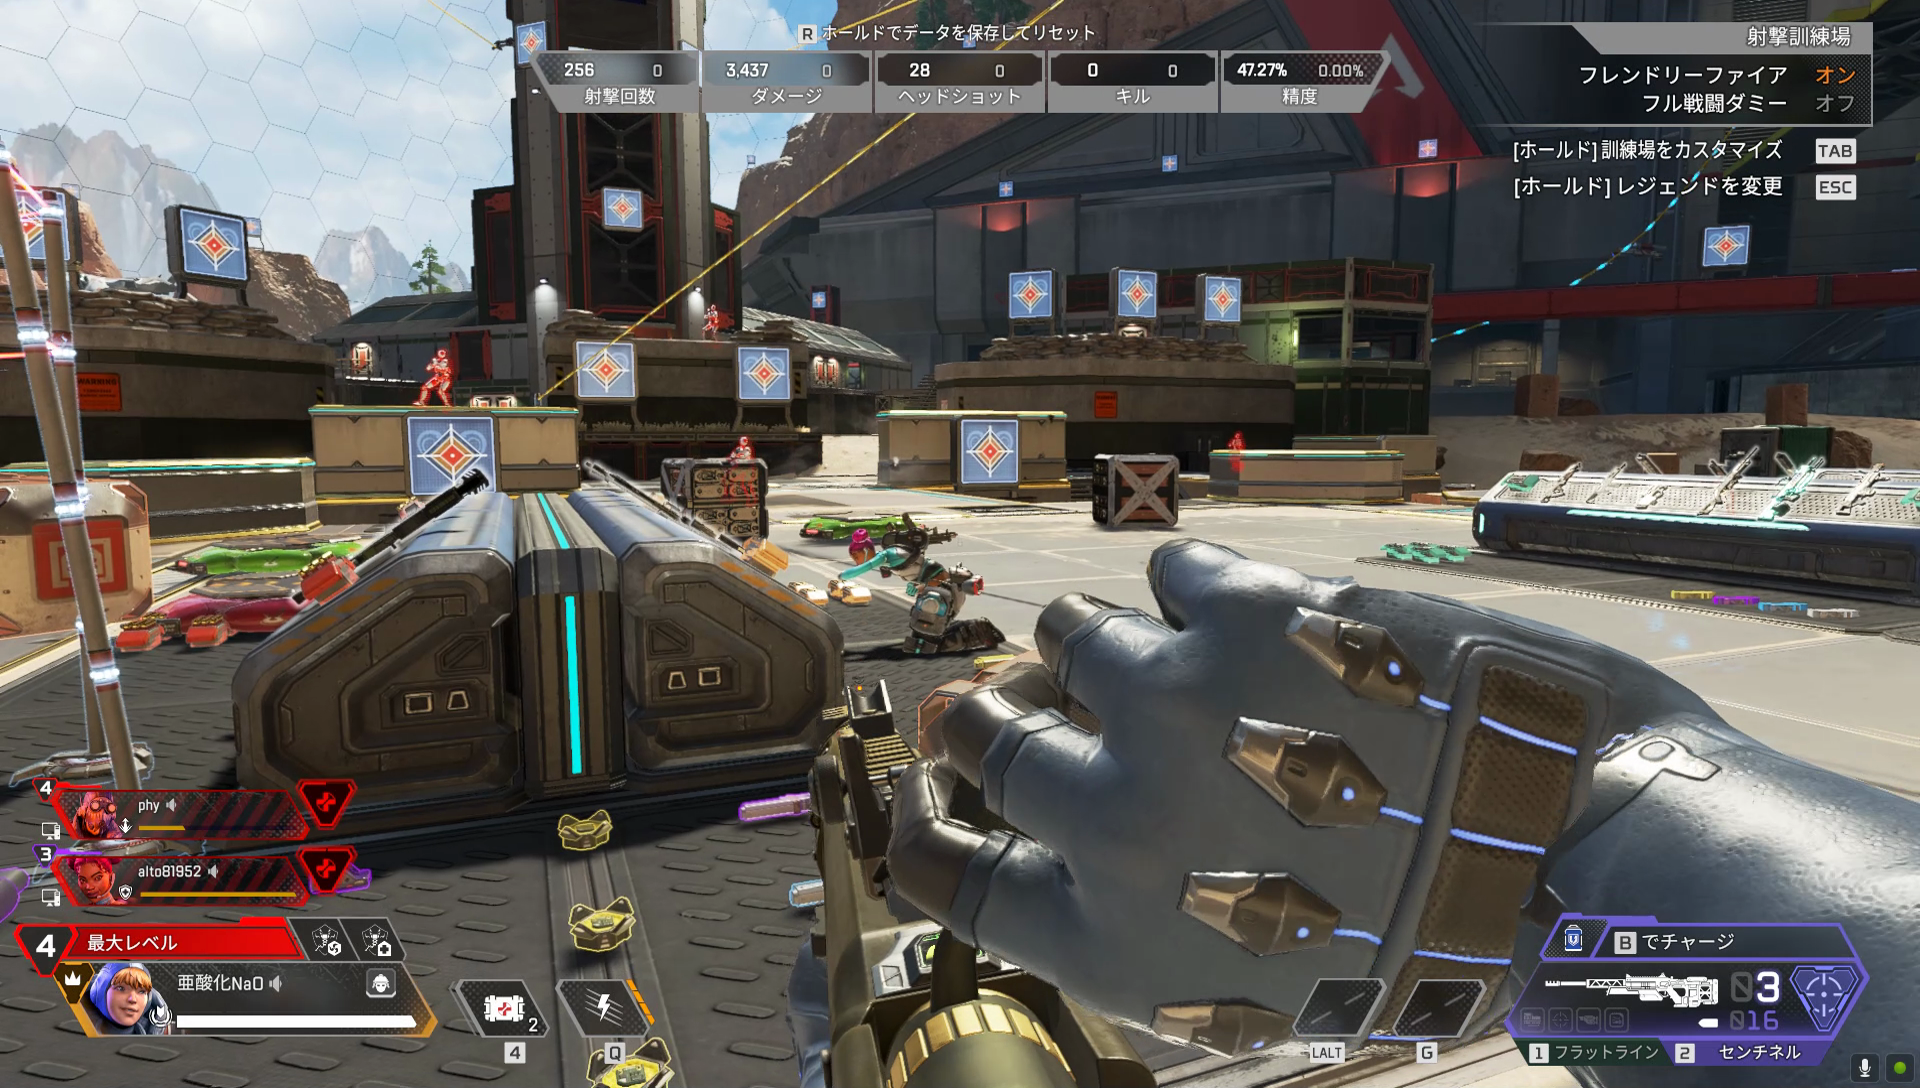 R ホールドでデータを保存してリセット
256 0
射撃回数
3,437 0
ダメージ
28 0
ヘッドショット
0 0
キル
47.27% 0.00%
精度
射撃訓練場
フレンドリーファイア オン
フル戦闘ダミー オフ
[ホールド]訓練場をカスタマイズ TAB
[ホールド]レジェンドを変更 ESC
WARNING
4
phy
3
alto81952
4 最大レベル
亜酸化NaO
2
4
Q
LALT
G
B でチャージ
03
016
1 フラットライン
2 センチネル